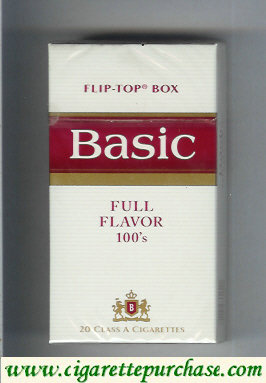 FLIP-TOP® BOX
Basic
FULL
FLAVOR
100's
B
20 CLASS A CIGARETTES
www.cigarettepurchase.com